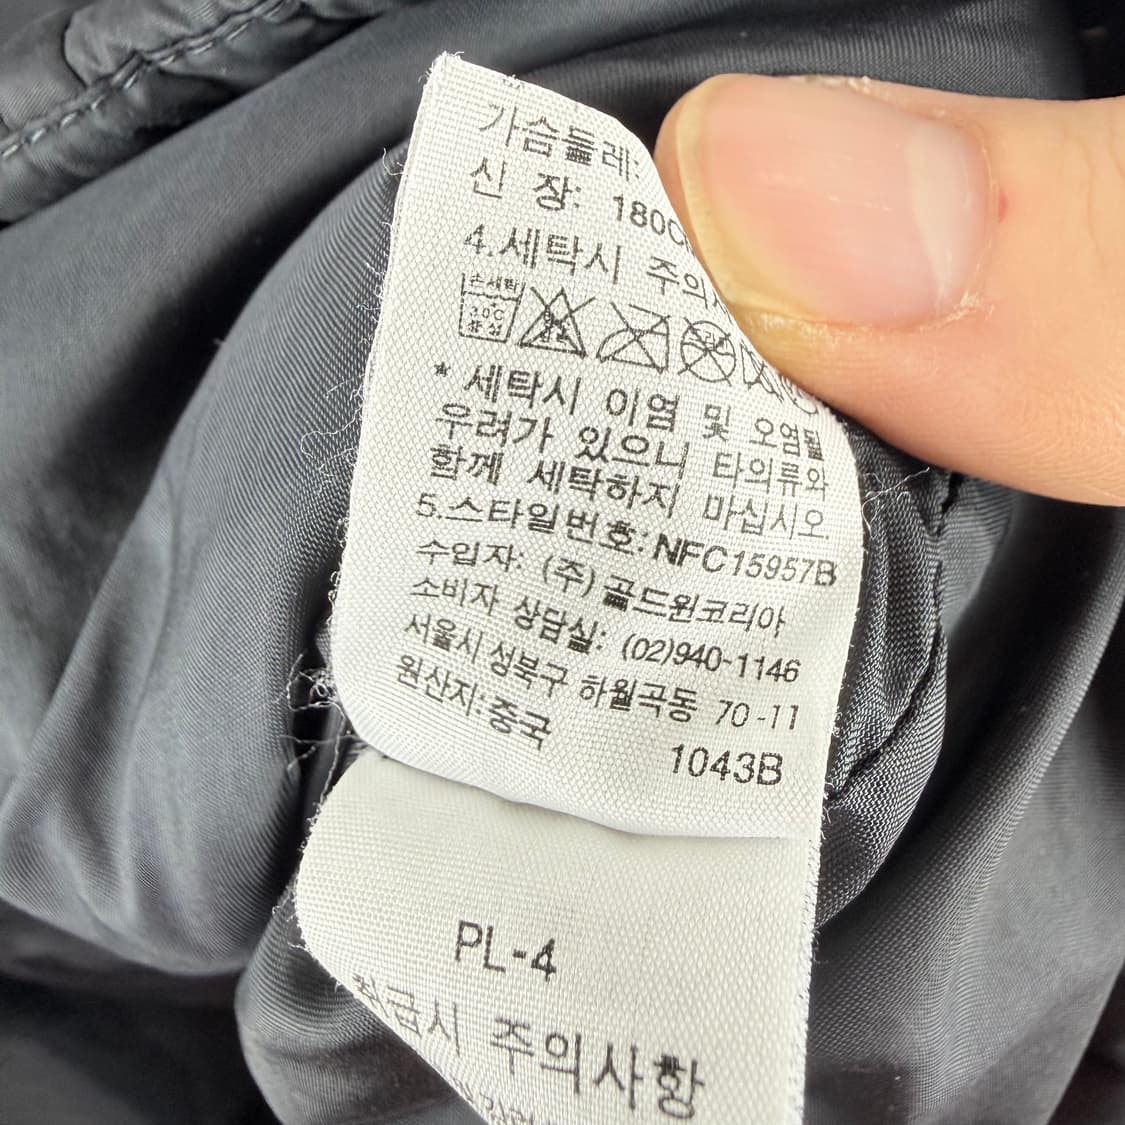 가슴둘레:
신 장: 180C
4.세탁시 주의
손세탁
30℃
중성
* 세탁시 이염 및 오염될
우려가 있으니 타의류와
함께 세탁하지 마십시오.
5.스타일번호: NFC15957B
수입자: (주)골드윈코리아
소비자 상담실: (02)940-1146
서울시 성북구 하월곡동 70-11
원산지:중국
1043B
PL-4
취급시 주의사항